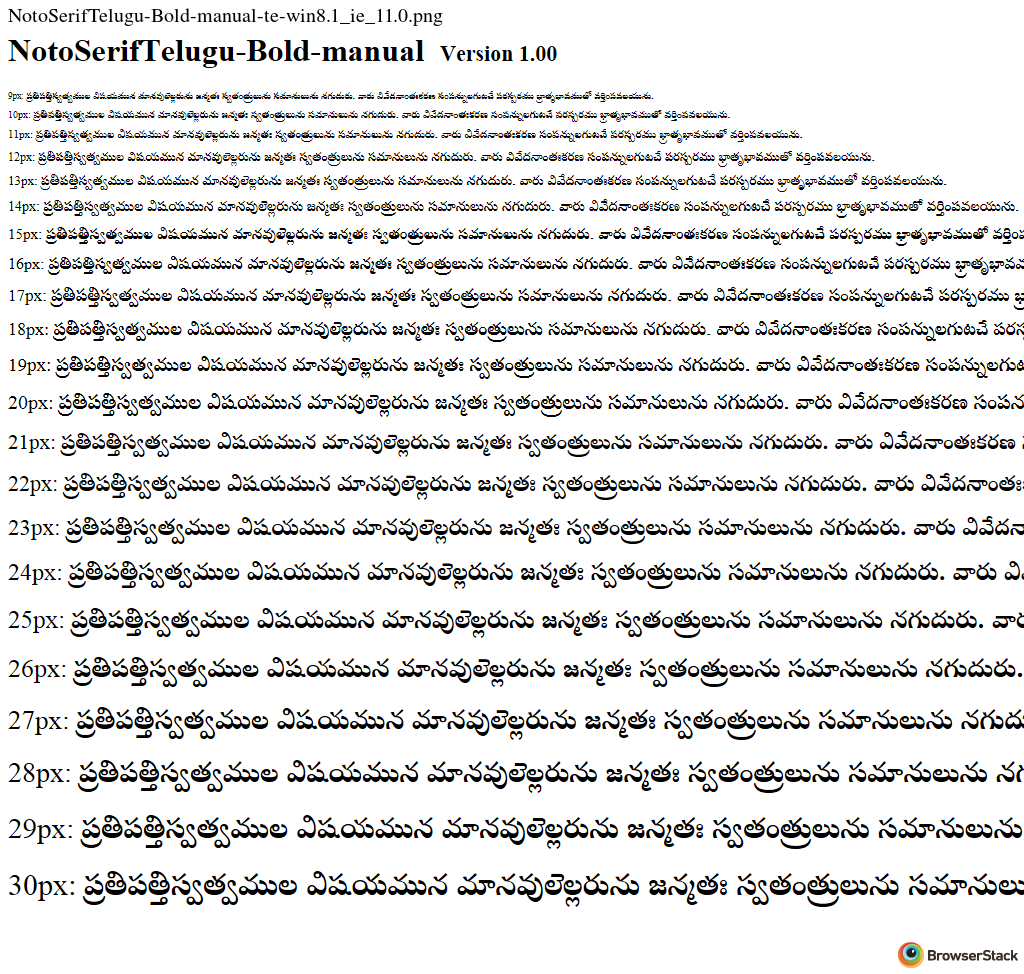 NotoSerifTelugu-Bold-manual-te-win8.1_ie_11.0.png
NotoSerifTelugu-Bold-manual Version 1.00
9px: ప్రతిపత్తిస్వత్వముల విషయమున మానవులెల్లరును జన్మతః స్వతంత్రులును సమానులును నగుదురు. వారు వివేదనాంతఃకరణ సంపన్నులగుటచే పరస్పరము భ్రాతృభావముతో వర్తింపవలయును.
10px: ప్రతిపత్తిస్వత్వముల విషయమున మానవులెల్లరును జన్మతః స్వతంత్రులును సమానులును నగుదురు. వారు వివేదనాంతఃకరణ సంపన్నులగుటచే పరస్పరము భ్రాతృభావముతో వర్తింపవలయును.
11px: ప్రతిపత్తిస్వత్వముల విషయమున మానవులెల్లరును జన్మతః స్వతంత్రులును సమానులును నగుదురు. వారు వివేదనాంతఃకరణ సంపన్నులగుటచే పరస్పరము భ్రాతృభావముతో వర్తింపవలయును.
12px: ప్రతిపత్తిస్వత్వముల విషయమున మానవులెల్లరును జన్మతః స్వతంత్రులును సమానులును నగుదురు. వారు వివేదనాంతఃకరణ సంపన్నులగుటచే పరస్పరము భ్రాతృభావముతో వర్తింపవలయును.
13px: ప్రతిపత్తిస్వత్వముల విషయమున మానవులెల్లరును జన్మతః స్వతంత్రులును సమానులును నగుదురు. వారు వివేదనాంతఃకరణ సంపన్నులగుటచే పరస్పరము భ్రాతృభావముతో వర్తింపవలయును.
14px: ప్రతిపత్తిస్వత్వముల విషయమున మానవులెల్లరును జన్మతః స్వతంత్రులును సమానులును నగుదురు. వారు వివేదనాంతఃకరణ సంపన్నులగుటచే పరస్పరము భ్రాతృభావముతో వర్తింపవలయును.
15px: ప్రతిపత్తిస్వత్వముల విషయమున మానవులెల్లరును జన్మతః స్వతంత్రులును సమానులును నగుదురు. వారు వివేదనాంతఃకరణ సంపన్నులగుటచే పరస్పరము భ్రాతృభావముతో వర్తింప
16px: ప్రతిపత్తిస్వత్వముల విషయమున మానవులెల్లరును జన్మతః స్వతంత్రులును సమానులును నగుదురు. వారు వివేదనాంతఃకరణ సంపన్నులగుటచే పరస్పరము భ్రాతృభావ
17px: ప్రతిపత్తిస్వత్వముల విషయమున మానవులెల్లరును జన్మతః స్వతంత్రులును సమానులును నగుదురు. వారు వివేదనాంతఃకరణ సంపన్నులగుటచే పరస్పరము
18px: ప్రతిపత్తిస్వత్వముల విషయమున మానవులెల్లరును జన్మతః స్వతంత్రులును సమానులును నగుదురు. వారు వివేదనాంతఃకరణ సంపన్నులగుటచే పర
19px: ప్రతిపత్తిస్వత్వముల విషయమున మానవులెల్లరును జన్మతః స్వతంత్రులును సమానులును నగుదురు. వారు వివేదనాంతఃకరణ సంపన్నులగుట
20px: ప్రతిపత్తిస్వత్వముల విషయమున మానవులెల్లరును జన్మతః స్వతంత్రులును సమానులును నగుదురు. వారు వివేదనాంతఃకరణ సంపన
21px: ప్రతిపత్తిస్వత్వముల విషయమున మానవులెల్లరును జన్మతః స్వతంత్రులును సమానులును నగుదురు. వారు వివేదనాంతఃకరణ
22px: ప్రతిపత్తిస్వత్వముల విషయమున మానవులెల్లరును జన్మతః స్వతంత్రులును సమానులును నగుదురు. వారు వివేదనాంతః
23px: ప్రతిపత్తిస్వత్వముల విషయమున మానవులెల్లరును జన్మతః స్వతంత్రులును సమానులును నగుదురు. వారు వివేదన
24px: ప్రతిపత్తిస్వత్వముల విషయమున మానవులెల్లరును జన్మతః స్వతంత్రులును సమానులును నగుదురు. వారు వి
25px: ప్రతిపత్తిస్వత్వముల విషయమున మానవులెల్లరును జన్మతః స్వతంత్రులును సమానులును నగుదురు. వార
26px: ప్రతిపత్తిస్వత్వముల విషయమున మానవులెల్లరును జన్మతః స్వతంత్రులును సమానులును నగుదురు.
27px: ప్రతిపత్తిస్వత్వముల విషయమున మానవులెల్లరును జన్మతః స్వతంత్రులును సమానులును నగుద
28px: ప్రతిపత్తిస్వత్వముల విషయమున మానవులెల్లరును జన్మతః స్వతంత్రులును సమానులును నగ
29px: ప్రతిపత్తిస్వత్వముల విషయమున మానవులెల్లరును జన్మతః స్వతంత్రులును సమానులును
30px: ప్రతిపత్తిస్వత్వముల విషయమున మానవులెల్లరును జన్మతః స్వతంత్రులును సమానులు
BrowserStack